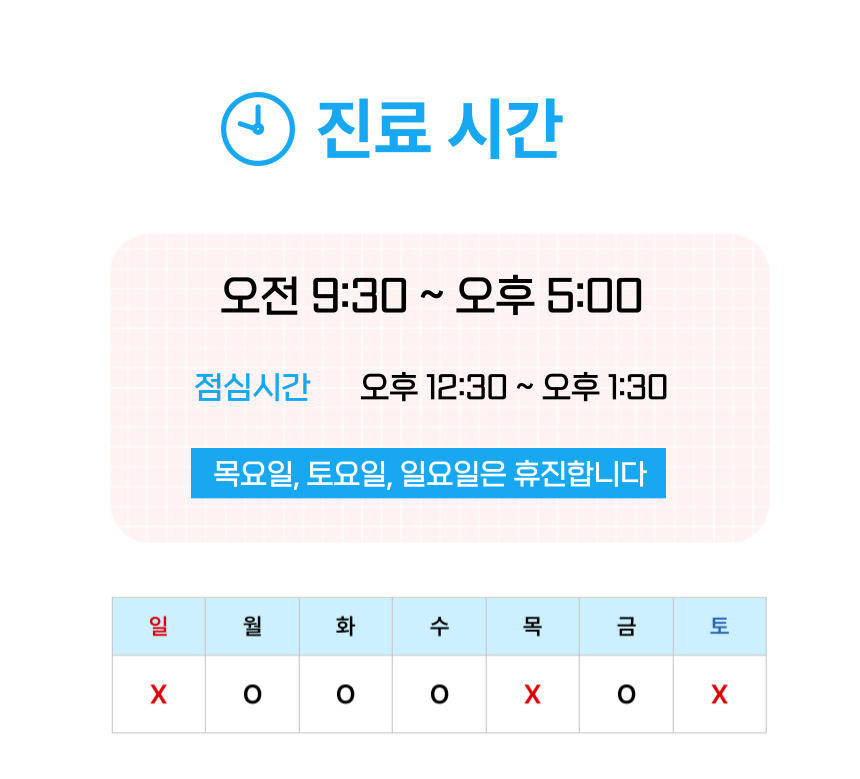 진료 시간
오전 9:30 ~ 오후 5:00
점심시간 오후 12:30 ~ 오후 1:30
목요일, 토요일, 일요일은 휴진합니다
일 월 화 수 목 금 토
X O O O X O X